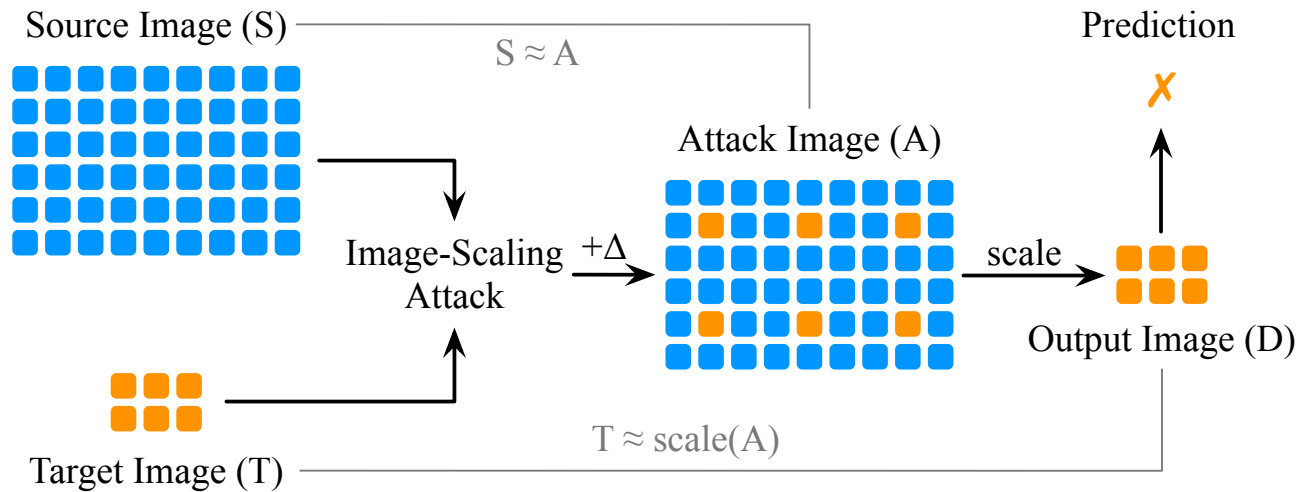 Source Image (S)
S ≈ A
Prediction
✗
Attack Image (A)
Image-Scaling
Attack
+Δ
scale
Output Image (D)
T ≈ scale(A)
Target Image (T)